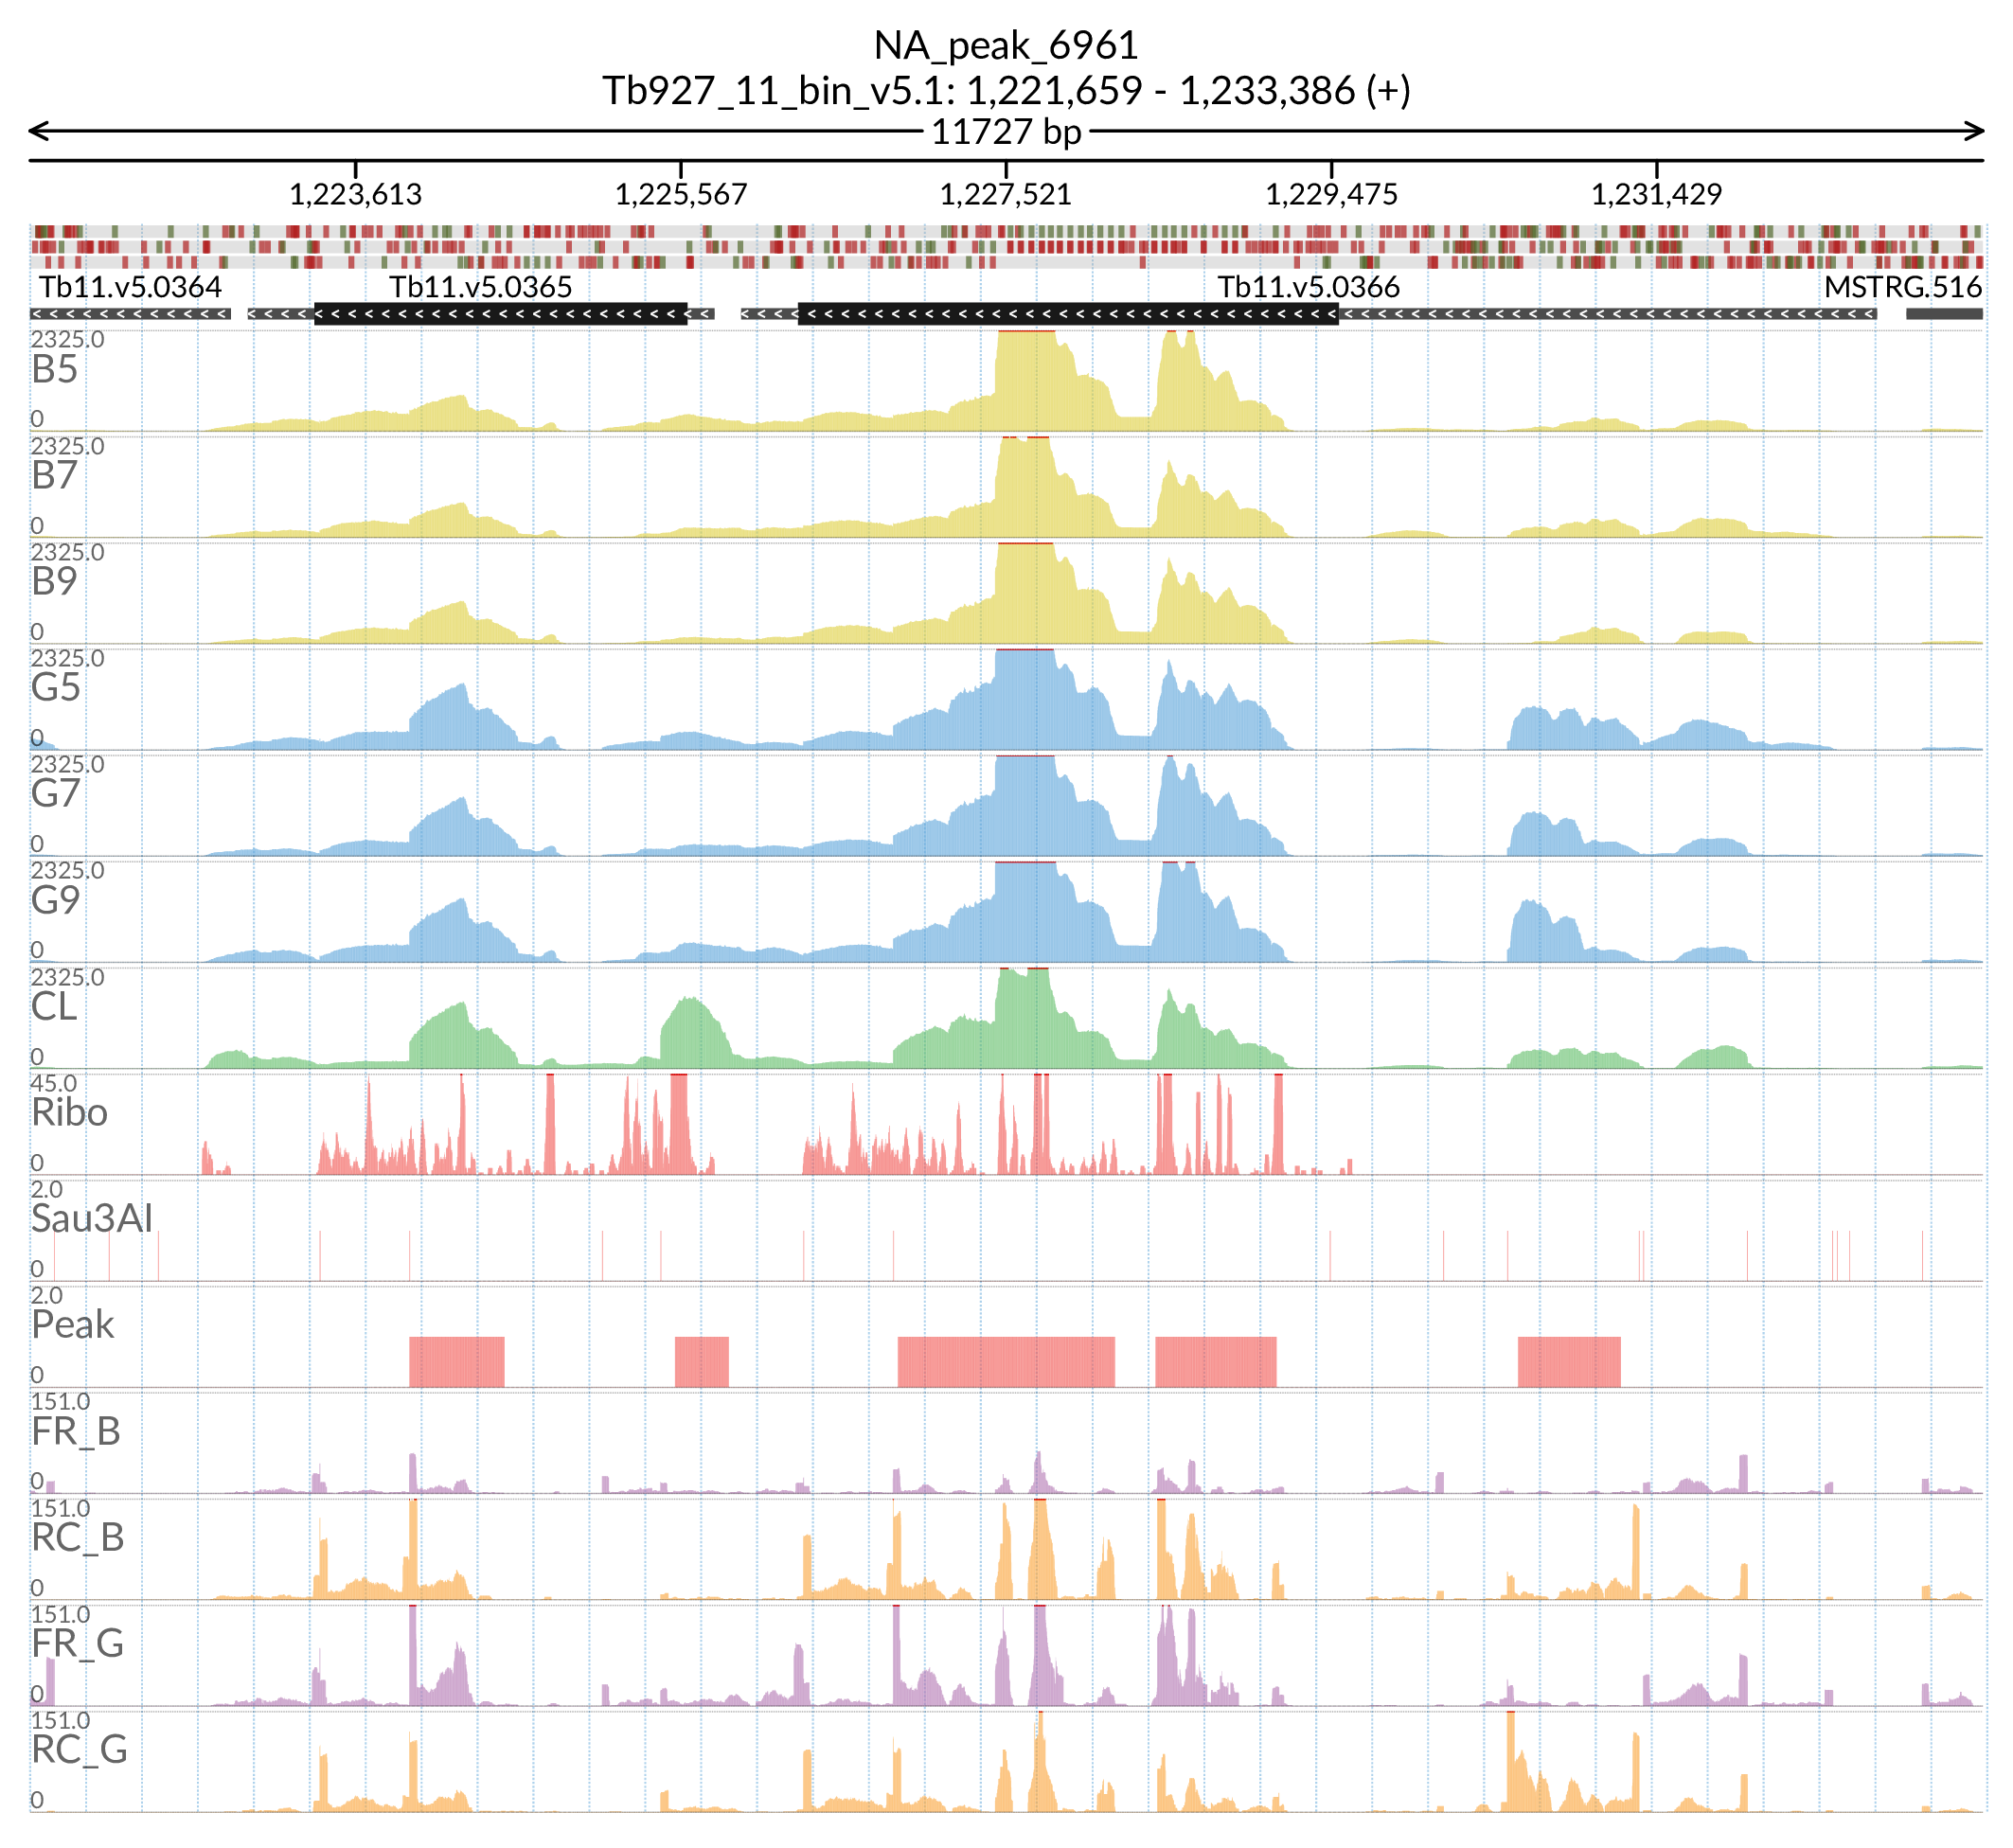 NA_peak_6961
Tb927_11_bin_v5.1: 1,221,659 - 1,233,386 (+)
11727 bp
1,223,613 1,225,567 1,227,521 1,229,475 1,231,429
Tb11.v5.0364 Tb11.v5.0365 Tb11.v5.0366 MSTRG.516
2325.0
B5
0
2325.0
B7
0
2325.0
B9
0
2325.0
G5
0
2325.0
G7
0
2325.0
G9
0
2325.0
CL
0
45.0
Ribo
0
2.0
Sau3AI
0
2.0
Peak
0
151.0
FR_B
0
151.0
RC_B
0
151.0
FR_G
0
151.0
RC_G
0